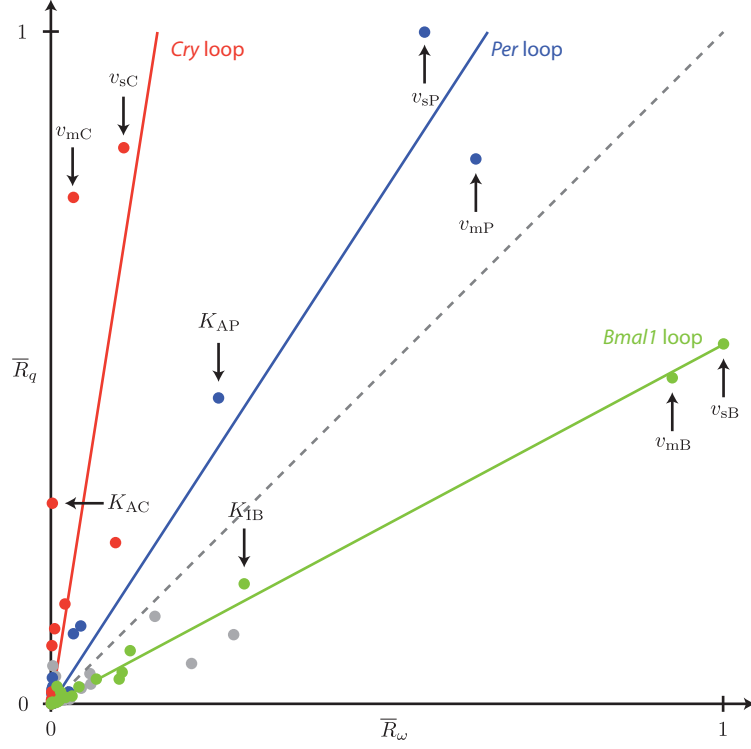 1
Cry loop
Per loop
v_sC
v_sP
v_mC
v_mP
K_AP
Bmal1 loop
R̅_q
v_sB
v_mB
K_AC
K_IB
0
0
R̅_ω
1